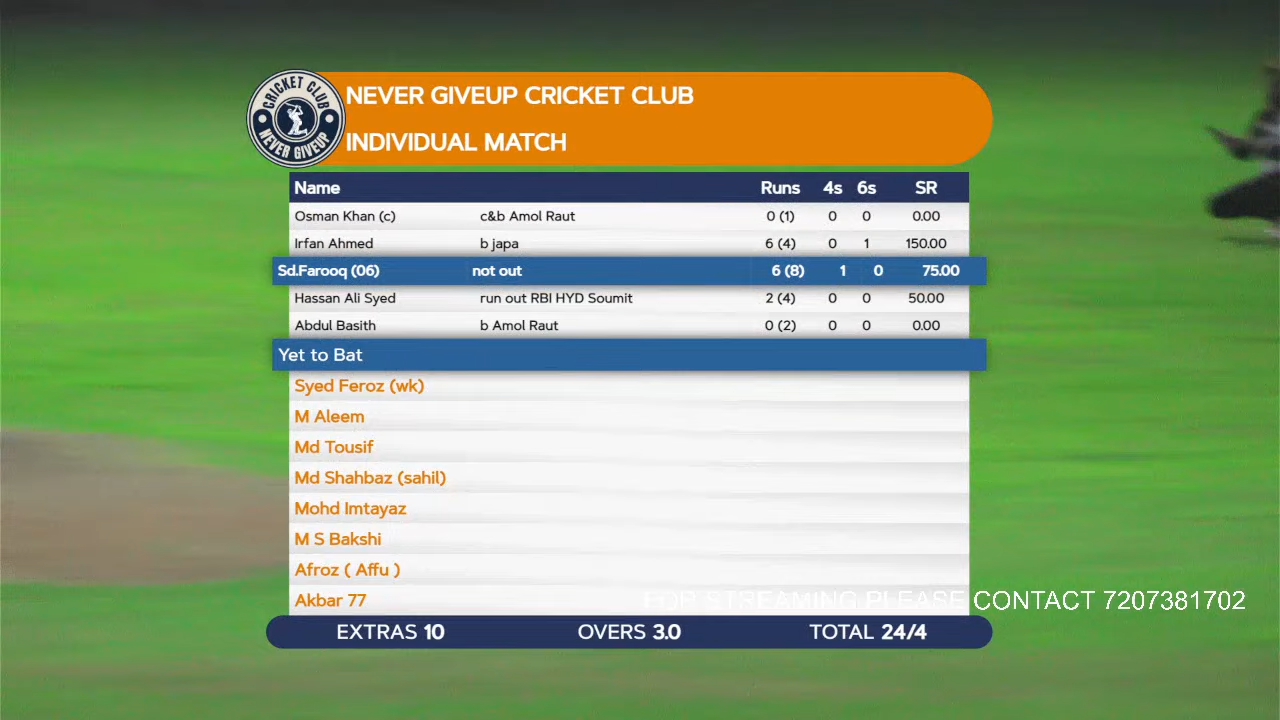 CRICKET CLUB
NEVER GIVEUP
NEVER GIVEUP CRICKET CLUB
INDIVIDUAL MATCH
Name Runs 4s 6s SR
Osman Khan (c) c&b Amol Raut 0 (1) 0 0 0.00
Irfan Ahmed b japa 6 (4) 0 1 150.00
Sd.Farooq (06) not out 6 (8) 1 0 75.00
Hassan Ali Syed run out RBI HYD Soumit 2 (4) 0 0 50.00
Abdul Basith b Amol Raut 0 (2) 0 0 0.00
Yet to Bat
Syed Feroz (wk)
M Aleem
Md Tousif
Md Shahbaz (sahil)
Mohd Imtayaz
M S Bakshi
Afroz ( Affu )
Akbar 77
FOR STREAMING PLEASE CONTACT 7207381702
EXTRAS 10 OVERS 3.0 TOTAL 24/4